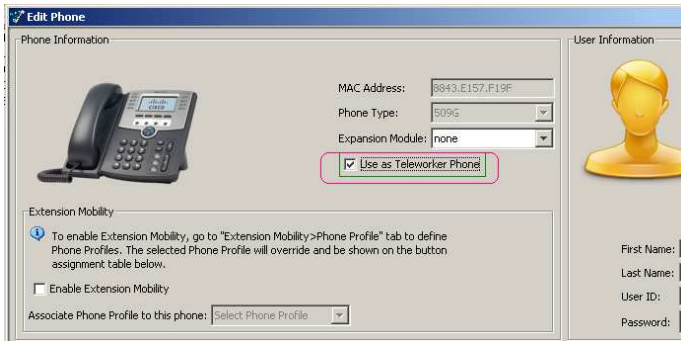 Edit Phone
Phone Information
User Information
CISCO
MAC Address: 8843.E157.F19F
Phone Type: 509G
Expansion Module: none
Use as Teleworker Phone
Extension Mobility
To enable Extension Mobility, go to "Extension Mobility>Phone Profile" tab to define
Phone Profiles. The selected Phone Profile will override and be shown on the button
assignment table below.
Enable Extension Mobility
Associate Phone Profile to this phone: Select Phone Profile
First Name:
Last Name:
User ID:
Password: